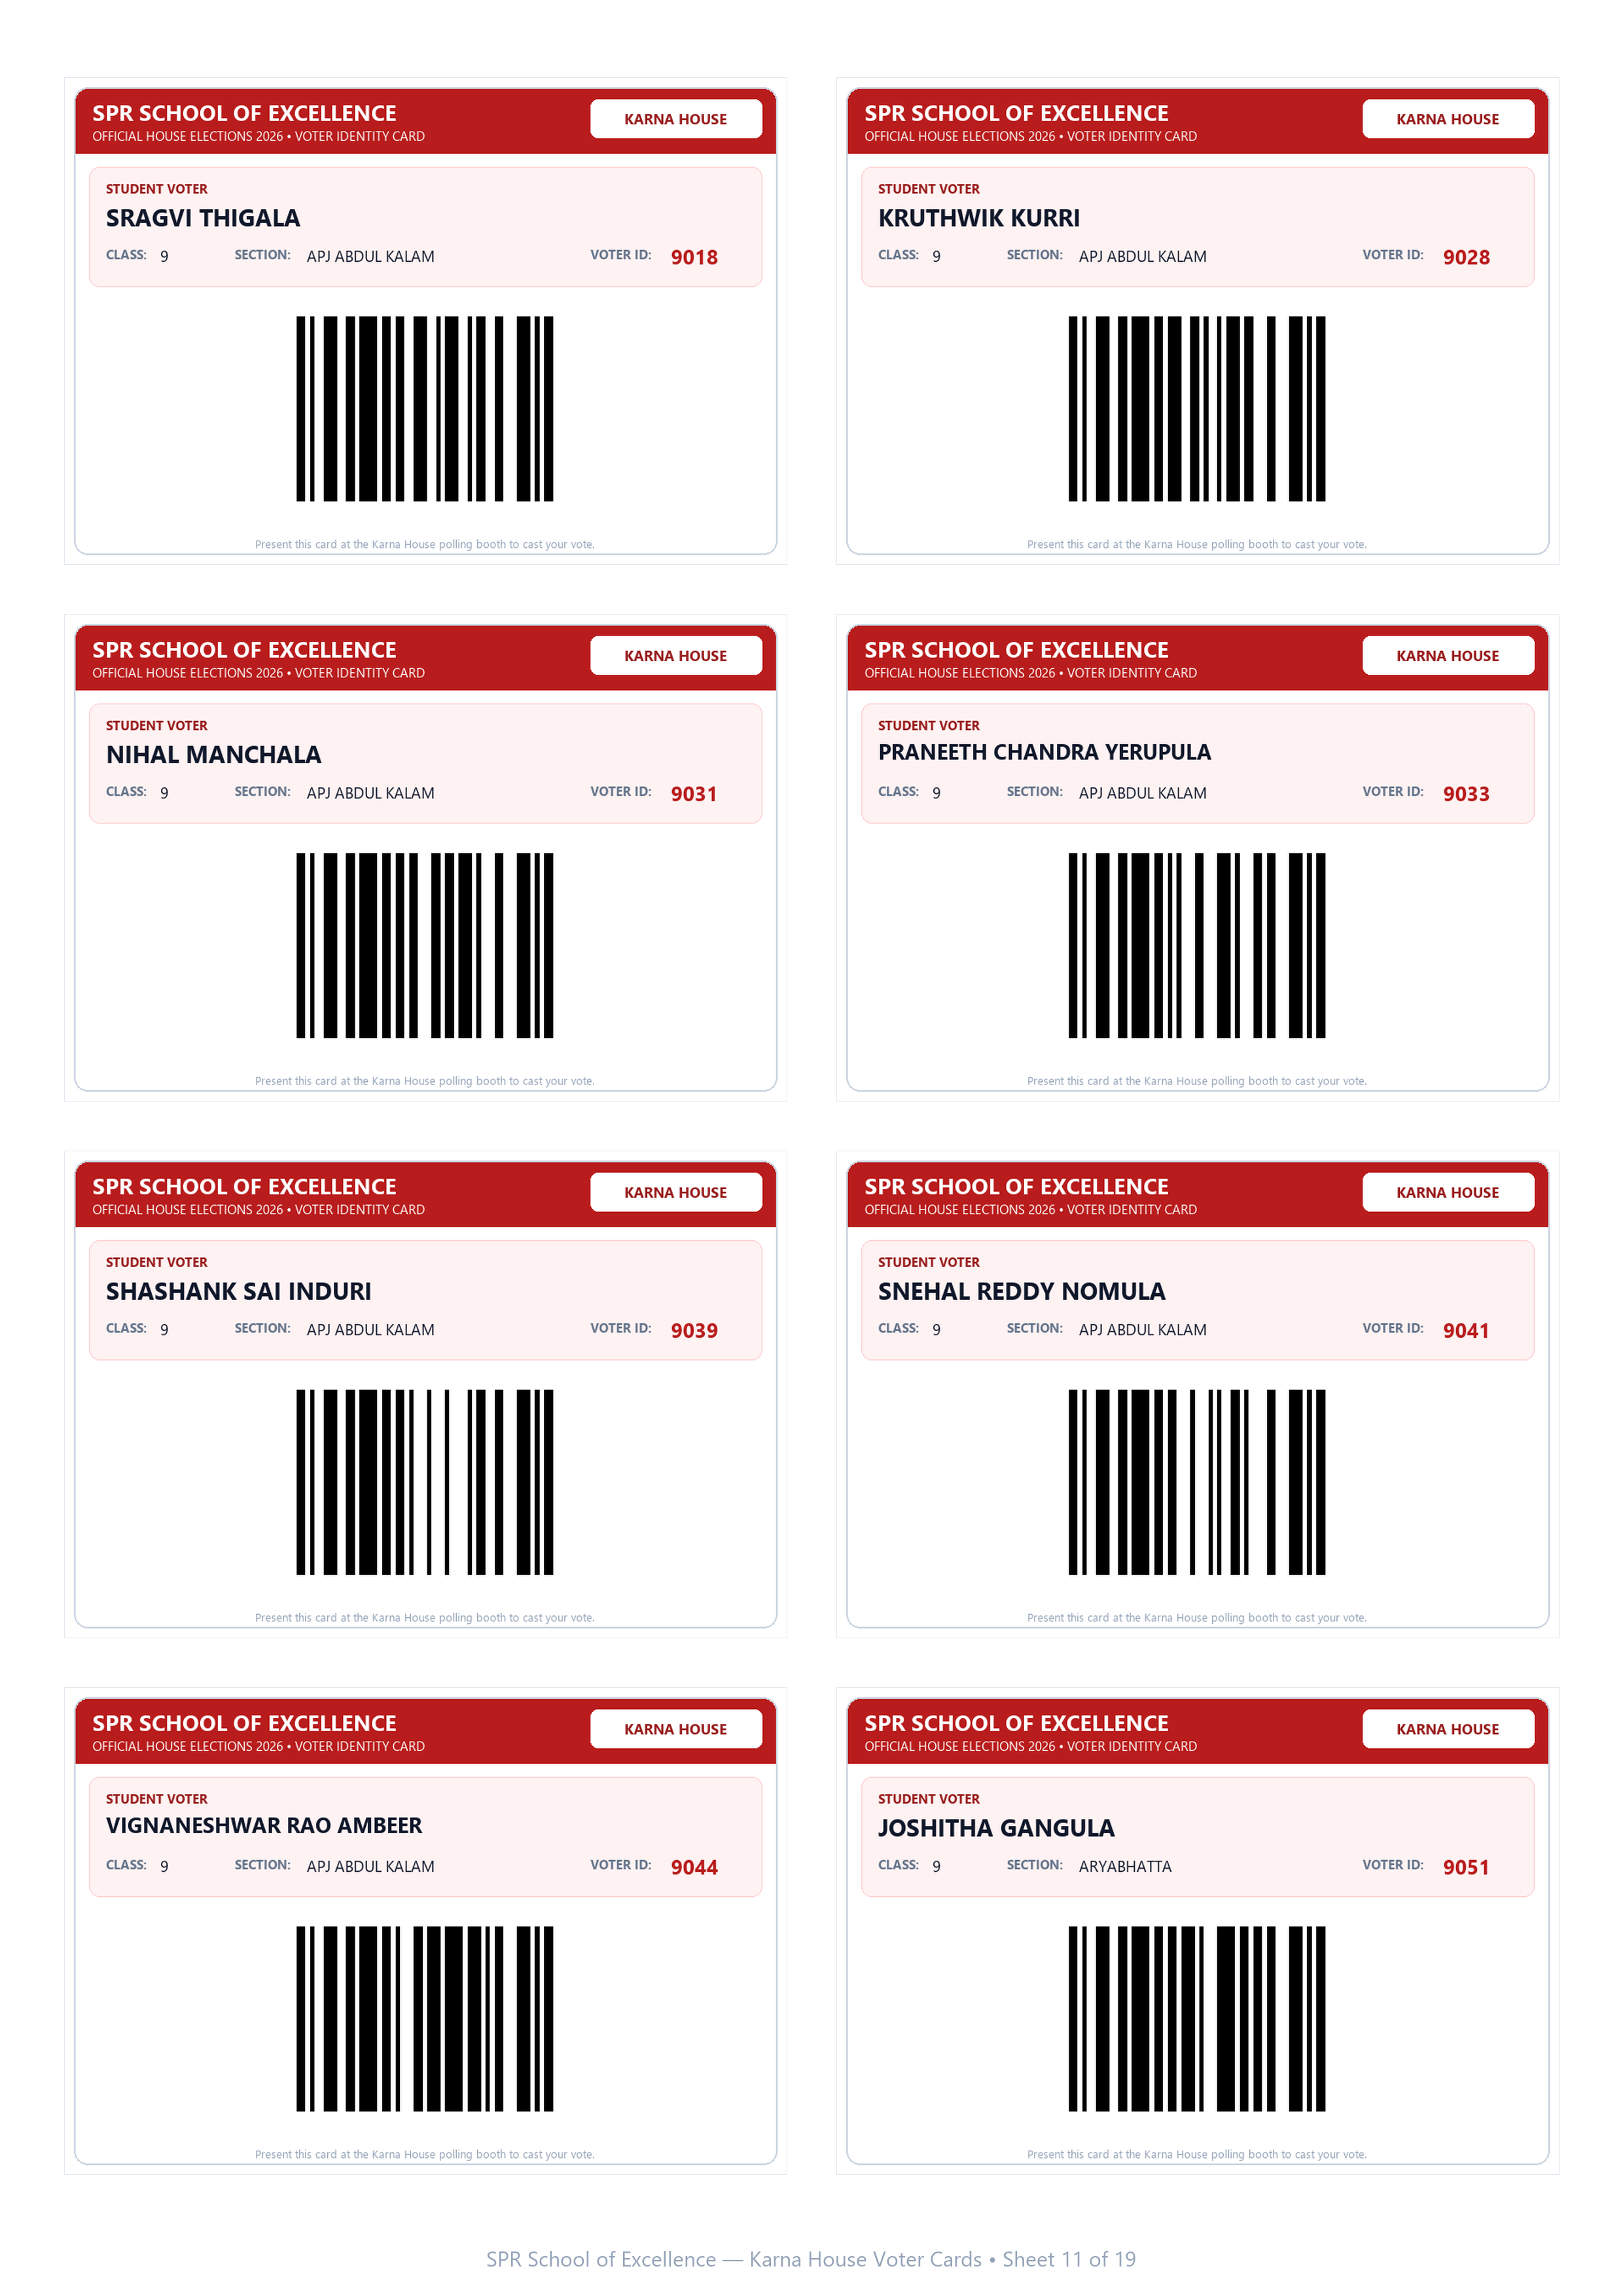 SPR SCHOOL OF EXCELLENCE
OFFICIAL HOUSE ELECTIONS 2026 • VOTER IDENTITY CARD
KARNA HOUSE
STUDENT VOTER
SRAGVI THIGALA
CLASS: 9 SECTION: APJ ABDUL KALAM VOTER ID: 9018
Present this card at the Karna House polling booth to cast your vote.
SPR SCHOOL OF EXCELLENCE
OFFICIAL HOUSE ELECTIONS 2026 • VOTER IDENTITY CARD
KARNA HOUSE
STUDENT VOTER
KRUTHWIK KURRI
CLASS: 9 SECTION: APJ ABDUL KALAM VOTER ID: 9028
Present this card at the Karna House polling booth to cast your vote.
SPR SCHOOL OF EXCELLENCE
OFFICIAL HOUSE ELECTIONS 2026 • VOTER IDENTITY CARD
KARNA HOUSE
STUDENT VOTER
NIHAL MANCHALA
CLASS: 9 SECTION: APJ ABDUL KALAM VOTER ID: 9031
Present this card at the Karna House polling booth to cast your vote.
SPR SCHOOL OF EXCELLENCE
OFFICIAL HOUSE ELECTIONS 2026 • VOTER IDENTITY CARD
KARNA HOUSE
STUDENT VOTER
PRANEETH CHANDRA YERUPULA
CLASS: 9 SECTION: APJ ABDUL KALAM VOTER ID: 9033
Present this card at the Karna House polling booth to cast your vote.
SPR SCHOOL OF EXCELLENCE
OFFICIAL HOUSE ELECTIONS 2026 • VOTER IDENTITY CARD
KARNA HOUSE
STUDENT VOTER
SHASHANK SAI INDURI
CLASS: 9 SECTION: APJ ABDUL KALAM VOTER ID: 9039
Present this card at the Karna House polling booth to cast your vote.
SPR SCHOOL OF EXCELLENCE
OFFICIAL HOUSE ELECTIONS 2026 • VOTER IDENTITY CARD
KARNA HOUSE
STUDENT VOTER
SNEHAL REDDY NOMULA
CLASS: 9 SECTION: APJ ABDUL KALAM VOTER ID: 9041
Present this card at the Karna House polling booth to cast your vote.
SPR SCHOOL OF EXCELLENCE
OFFICIAL HOUSE ELECTIONS 2026 • VOTER IDENTITY CARD
KARNA HOUSE
STUDENT VOTER
VIGNANESHWAR RAO AMBEER
CLASS: 9 SECTION: APJ ABDUL KALAM VOTER ID: 9044
Present this card at the Karna House polling booth to cast your vote.
SPR SCHOOL OF EXCELLENCE
OFFICIAL HOUSE ELECTIONS 2026 • VOTER IDENTITY CARD
KARNA HOUSE
STUDENT VOTER
JOSHITHA GANGULA
CLASS: 9 SECTION: ARYABHATTA VOTER ID: 9051
Present this card at the Karna House polling booth to cast your vote.
SPR School of Excellence — Karna House Voter Cards • Sheet 11 of 19